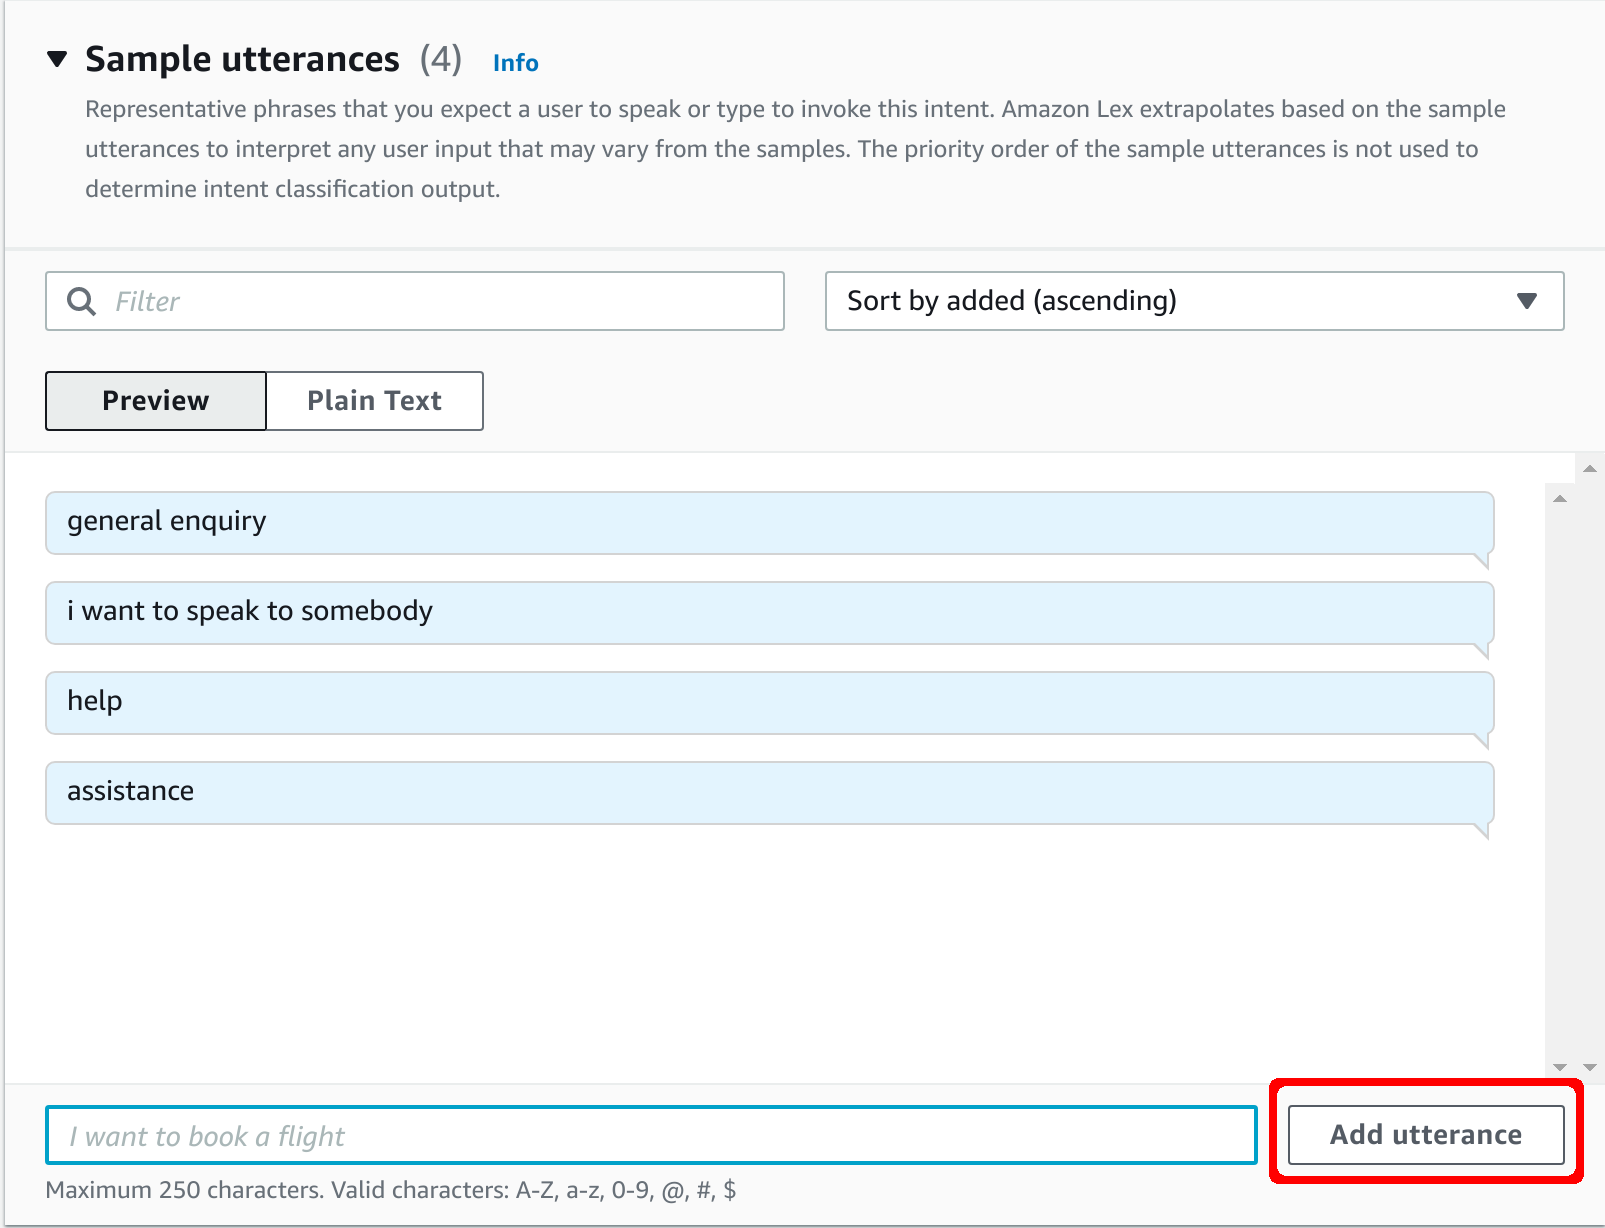 Sample utterances (4) Info
Representative phrases that you expect a user to speak or type to invoke this intent. Amazon Lex extrapolates based on the sample
utterances to interpret any user input that may vary from the samples. The priority order of the sample utterances is not used to
determine intent classification output.
Filter
Sort by added (ascending)
Preview
Plain Text
general enquiry
i want to speak to somebody
help
assistance
I want to book a flight
Add utterance
Maximum 250 characters. Valid characters: A-Z, a-z, 0-9, @, #, $